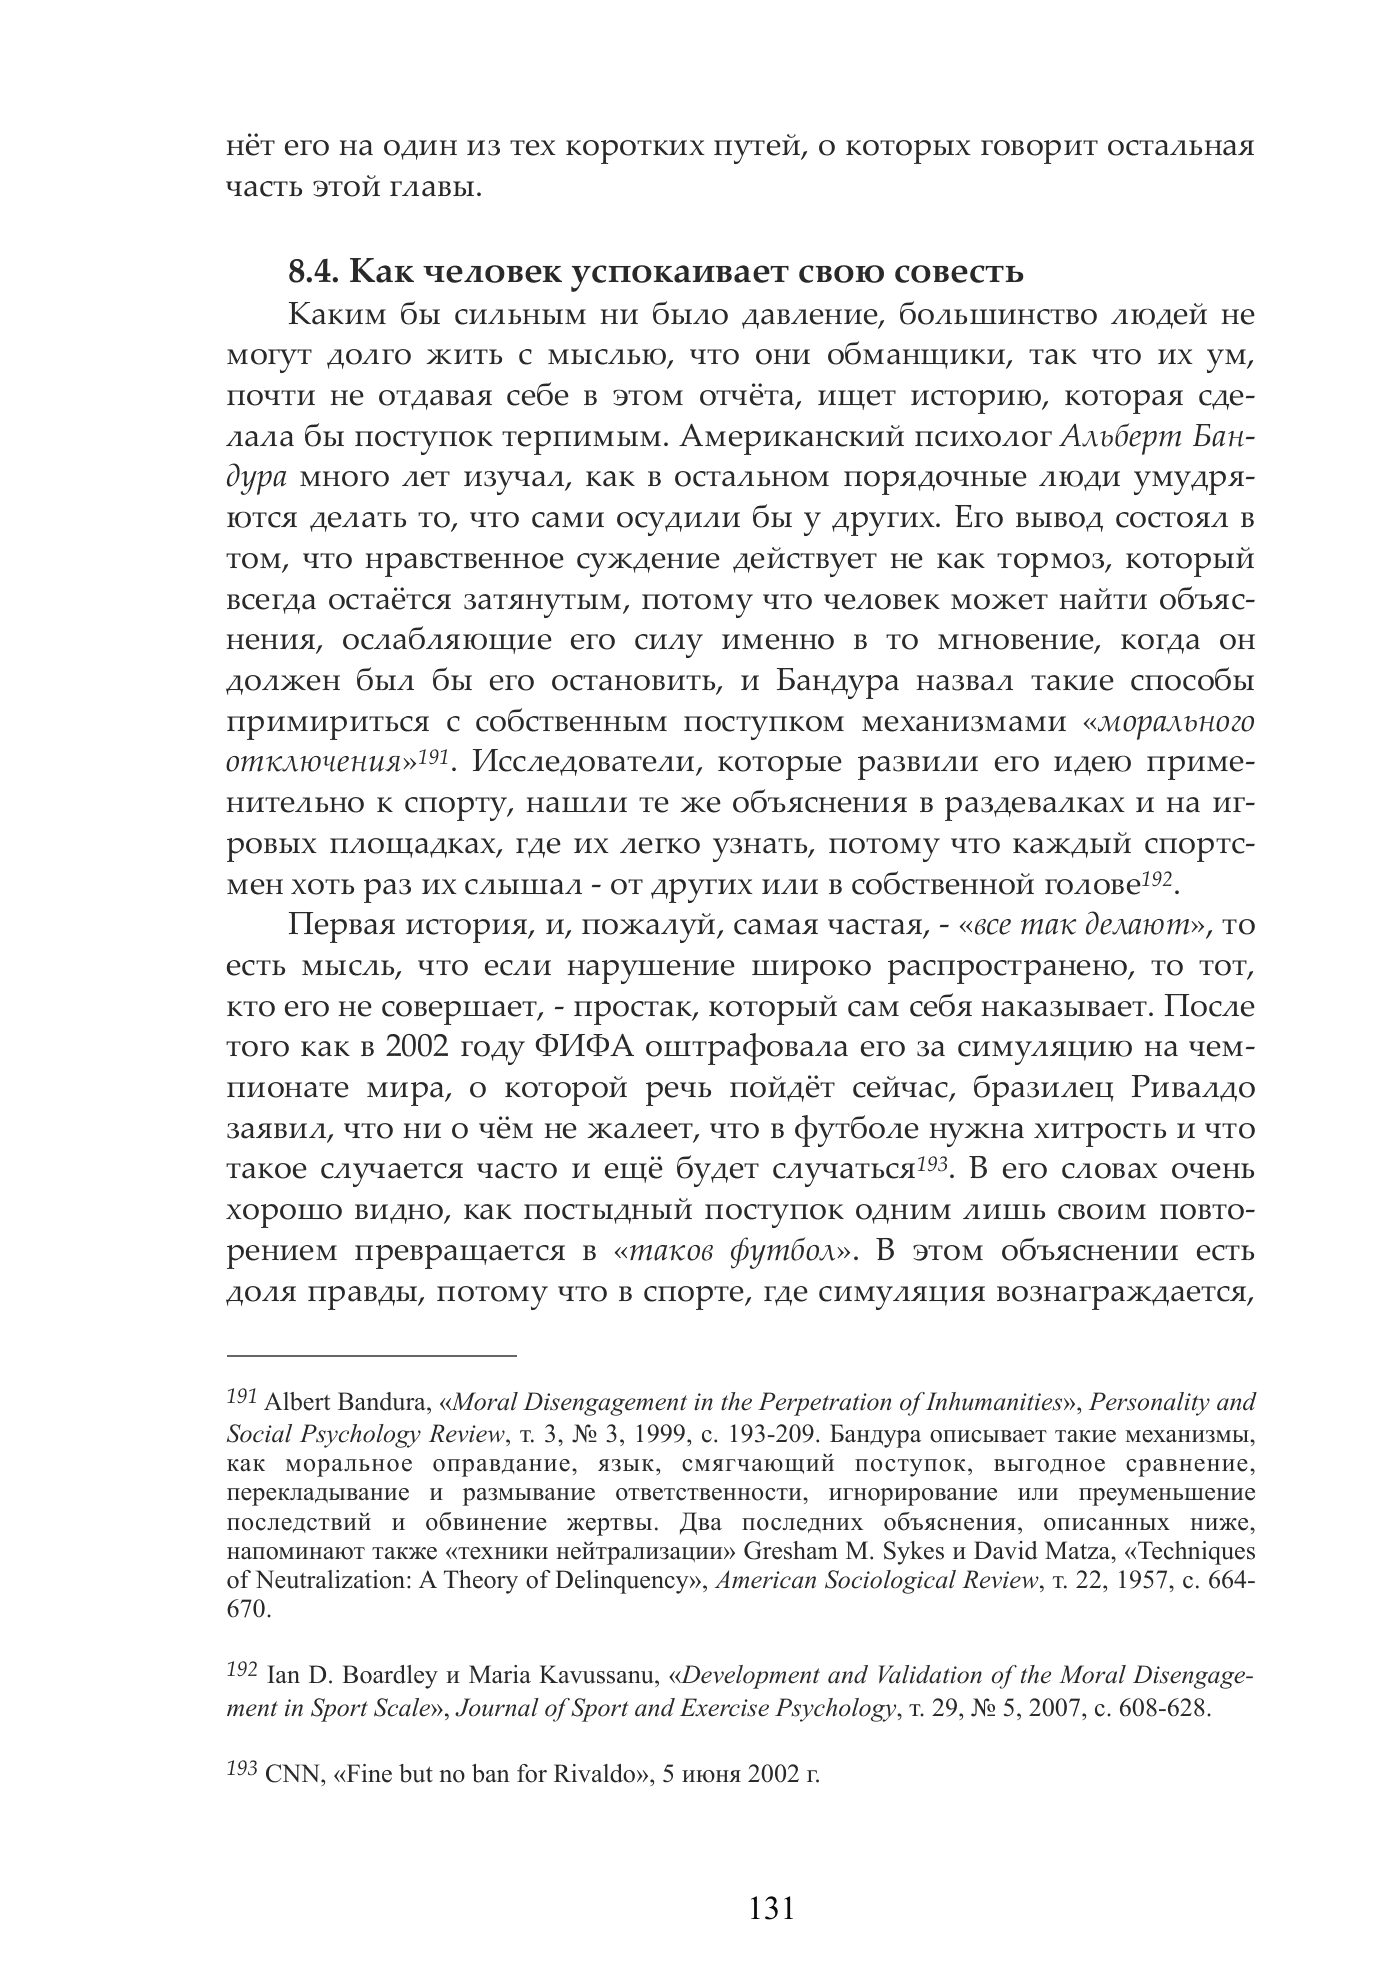 нёт его на один из тех коротких путей, о которых говорит остальная
часть этой главы.
8.4. Как человек успокаивает свою совесть
Каким бы сильным ни было давление, большинство людей не
могут долго жить с мыслью, что они обманщики, так что их ум,
почти не отдавая себе в этом отчёта, ищет историю, которая сде-
лала бы поступок терпимым. Американский психолог Альберт Бан-
дура много лет изучал, как в остальном порядочные люди умудря-
ются делать то, что сами осудили бы у других. Его вывод состоял в
том, что нравственное суждение действует не как тормоз, который
всегда остаётся затянутым, потому что человек может найти объяс-
нения, ослабляющие его силу именно в то мгновение, когда он
должен был бы его остановить, и Бандура назвал такие способы
примириться с собственным поступком механизмами «морального
отключения»191. Исследователи, которые развили его идею приме-
нительно к спорту, нашли те же объяснения в раздевалках и на иг-
ровых площадках, где их легко узнать, потому что каждый спортс-
мен хоть раз их слышал - от других или в собственной голове192.
Первая история, и, пожалуй, самая частая, - «все так делают», то
есть мысль, что если нарушение широко распространено, то тот,
кто его не совершает, - простак, который сам себя наказывает. После
того как в 2002 году ФИФА оштрафовала его за симуляцию на чем-
пионате мира, о которой речь пойдёт сейчас, бразилец Ривалдо
заявил, что ни о чём не жалеет, что в футболе нужна хитрость и что
такое случается часто и ещё будет случаться193. В его словах очень
хорошо видно, как постыдный поступок одним лишь своим повто-
рением превращается в «таков футбол». В этом объяснении есть
доля правды, потому что в спорте, где симуляция вознаграждается,
191 Albert Bandura, «Moral Disengagement in the Perpetration of Inhumanities», Personality and
Social Psychology Review, т. 3, № 3, 1999, с. 193-209. Бандура описывает такие механизмы,
как моральное оправдание, язык, смягчающий поступок, выгодное сравнение,
перекладывание и размывание ответственности, игнорирование или преуменьшение
последствий и обвинение жертвы. Два последних объяснения, описанных ниже,
напоминают также «техники нейтрализации» Gresham M. Sykes и David Matza, «Techniques
of Neutralization: A Theory of Delinquency», American Sociological Review, т. 22, 1957, с. 664-
670.
192 Ian D. Boardley и Maria Kavussanu, «Development and Validation of the Moral Disengage-
ment in Sport Scale», Journal of Sport and Exercise Psychology, т. 29, № 5, 2007, с. 608-628.
193 CNN, «Fine but no ban for Rivaldo», 5 июня 2002 г.
131